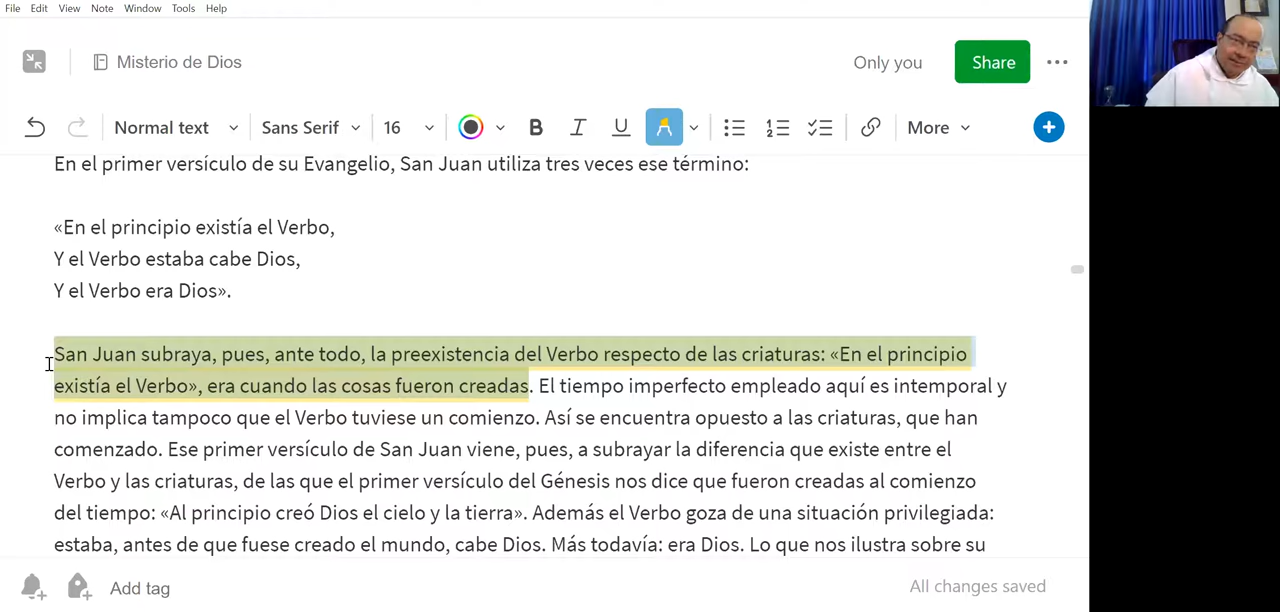 File Edit View Note Window Tools Help
Misterio de Dios Only you Share
Normal text Sans Serif 16 B I U More
En el primer versículo de su Evangelio, San Juan utiliza tres veces ese término:
«En el principio existía el Verbo,
Y el Verbo estaba cabe Dios,
Y el Verbo era Dios».
San Juan subraya, pues, ante todo, la preexistencia del Verbo respecto de las criaturas: «En el principio
existía el Verbo», era cuando las cosas fueron creadas. El tiempo imperfecto empleado aquí es intemporal y
no implica tampoco que el Verbo tuviese un comienzo. Así se encuentra opuesto a las criaturas, que han
comenzado. Ese primer versículo de San Juan viene, pues, a subrayar la diferencia que existe entre el
Verbo y las criaturas, de las que el primer versículo del Génesis nos dice que fueron creadas al comienzo
del tiempo: «Al principio creó Dios el cielo y la tierra». Además el Verbo goza de una situación privilegiada:
estaba, antes de que fuese creado el mundo, cabe Dios. Más todavía: era Dios. Lo que nos ilustra sobre su
Add tag All changes saved